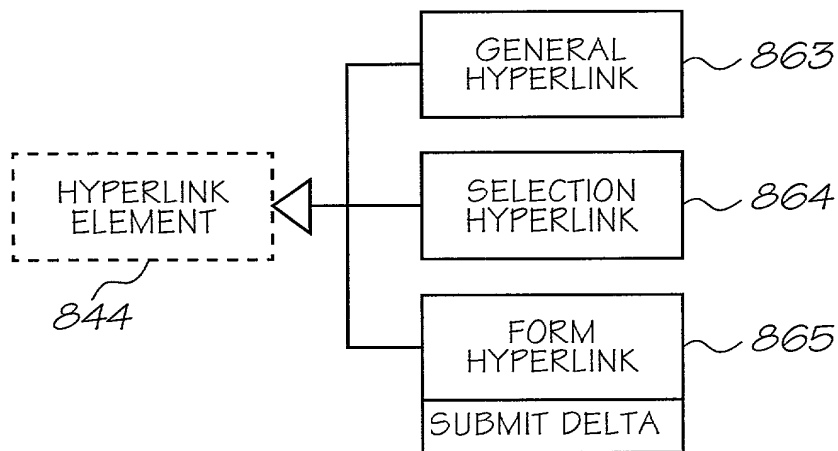 GENERAL
HYPERLINK
863
HYPERLINK
ELEMENT
844
SELECTION
HYPERLINK
864
FORM
HYPERLINK
865
SUBMIT DELTA